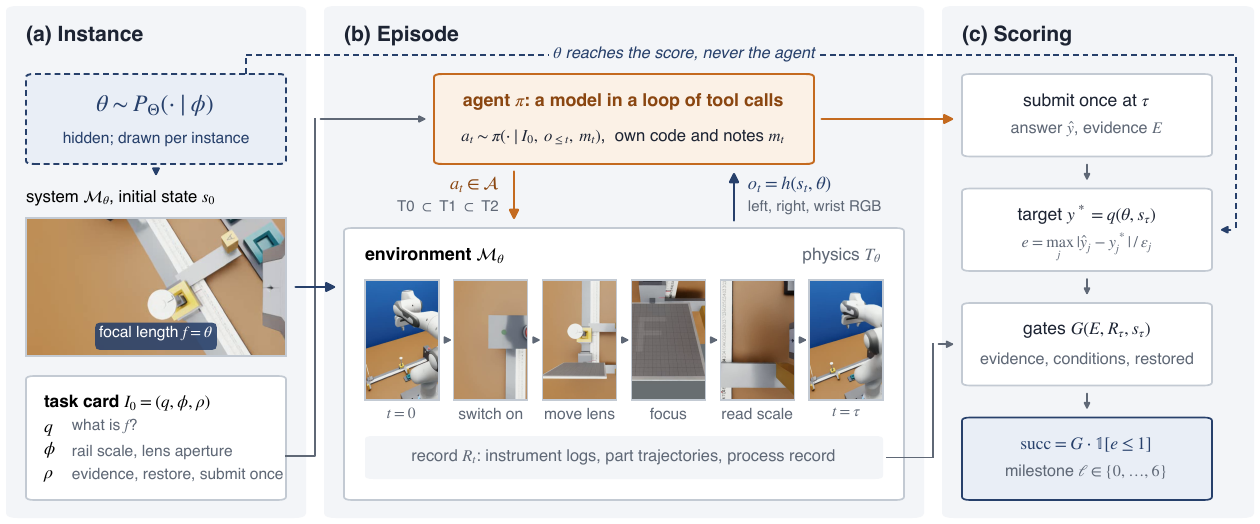 (a) Instance
θ ∼ P_Θ(· | ϕ)
hidden; drawn per instance
system ℳ_θ, initial state s_0
focal length f = θ
task card I_0 = (q, ϕ, ρ)
q what is f?
ϕ rail scale, lens aperture
ρ evidence, restore, submit once
(b) Episode
θ reaches the score, never the agent
agent π: a model in a loop of tool calls
a_t ∼ π(· | I_0, o_≤t, m_t), own code and notes m_t
a_t ∈ 𝒜
T0 ⊂ T1 ⊂ T2
o_t = h(s_t, θ)
left, right, wrist RGB
environment ℳ_θ
physics T_θ
t = 0
switch on
move lens
focus
read scale
t = τ
record R_t: instrument logs, part trajectories, process record
(c) Scoring
submit once at τ
answer ŷ, evidence E
target y* = q(θ, s_τ)
e = max_j |ŷ_j − y_j*| / ε_j
gates G(E, R_τ, s_τ)
evidence, conditions, restored
succ = G · 𝟙[e ≤ 1]
milestone ℓ ∈ {0, …, 6}